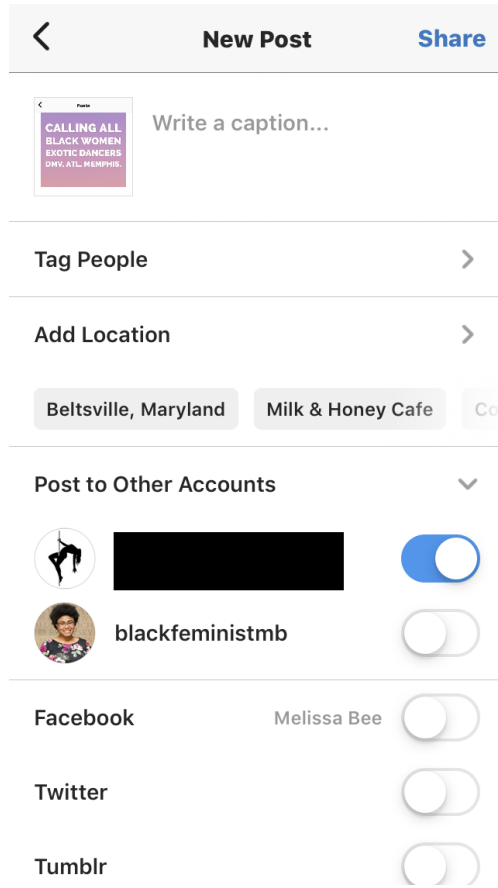 New Post
Share
Posts
CALLING ALL
BLACK WOMEN
EXOTIC DANCERS
DMV. ATL. MEMPHIS.
Write a caption...
Tag People
Add Location
Beltsville, Maryland
Milk & Honey Cafe
Co
Post to Other Accounts
blackfeministmb
Facebook
Melissa Bee
Twitter
Tumblr